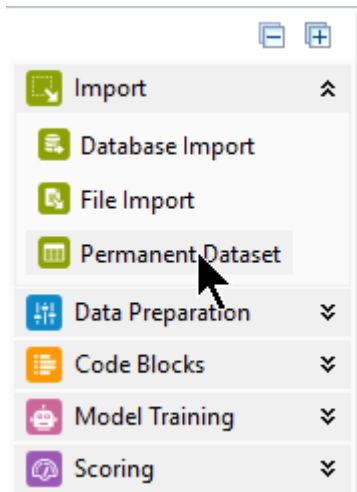 Import
Database Import
File Import
Permanent Dataset
Data Preparation
Code Blocks
Model Training
Scoring